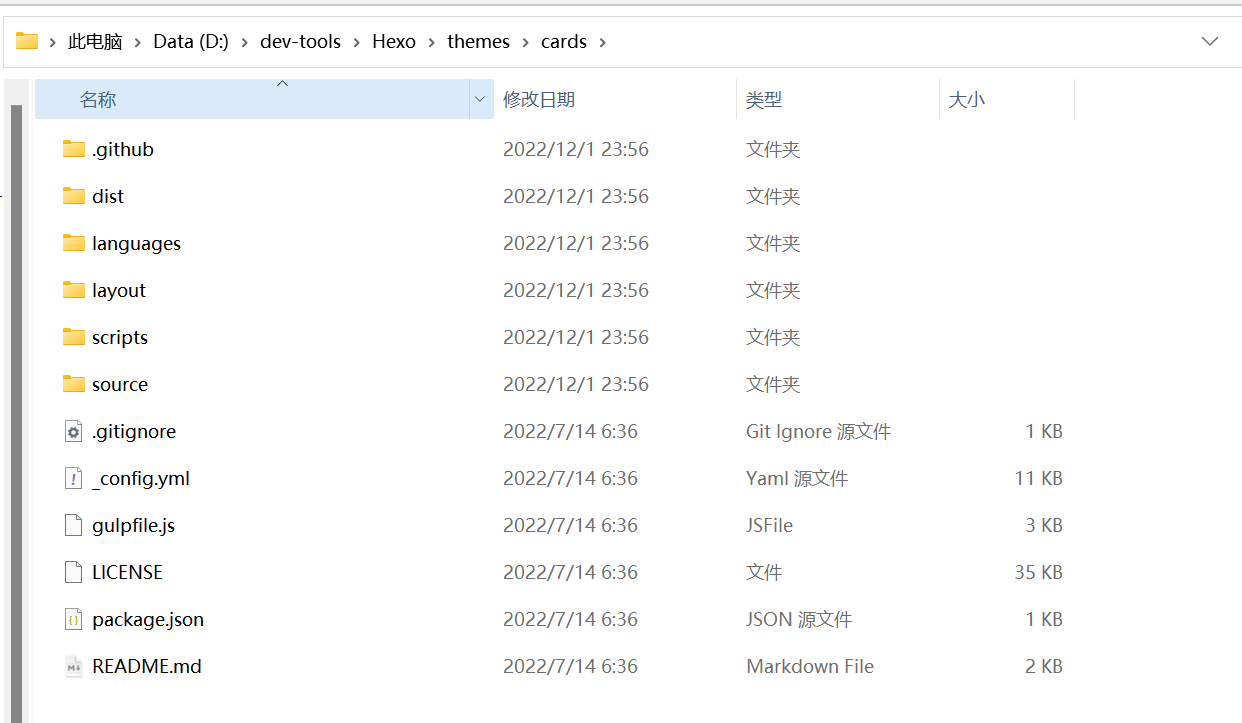 此电脑 > Data (D:) > dev-tools > Hexo > themes > cards >
名称 修改日期 类型 大小
.github 2022/12/1 23:56 文件夹
dist 2022/12/1 23:56 文件夹
languages 2022/12/1 23:56 文件夹
layout 2022/12/1 23:56 文件夹
scripts 2022/12/1 23:56 文件夹
source 2022/12/1 23:56 文件夹
.gitignore 2022/7/14 6:36 Git Ignore 源文件 1 KB
_config.yml 2022/7/14 6:36 Yaml 源文件 11 KB
gulpfile.js 2022/7/14 6:36 JSFile 3 KB
LICENSE 2022/7/14 6:36 文件 35 KB
package.json 2022/7/14 6:36 JSON 源文件 1 KB
README.md 2022/7/14 6:36 Markdown File 2 KB